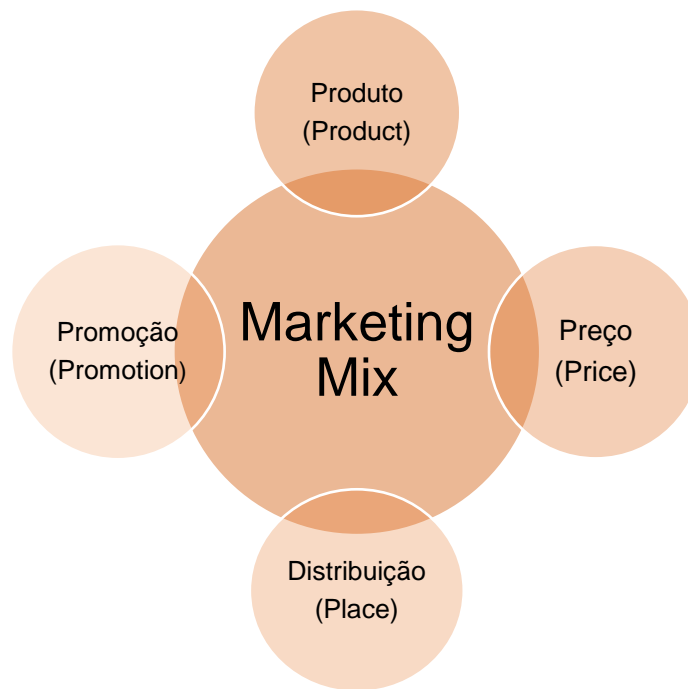 Produto
(Product)
Marketing
Mix
Promoção
(Promotion)
Preço
(Price)
Distribuição
(Place)